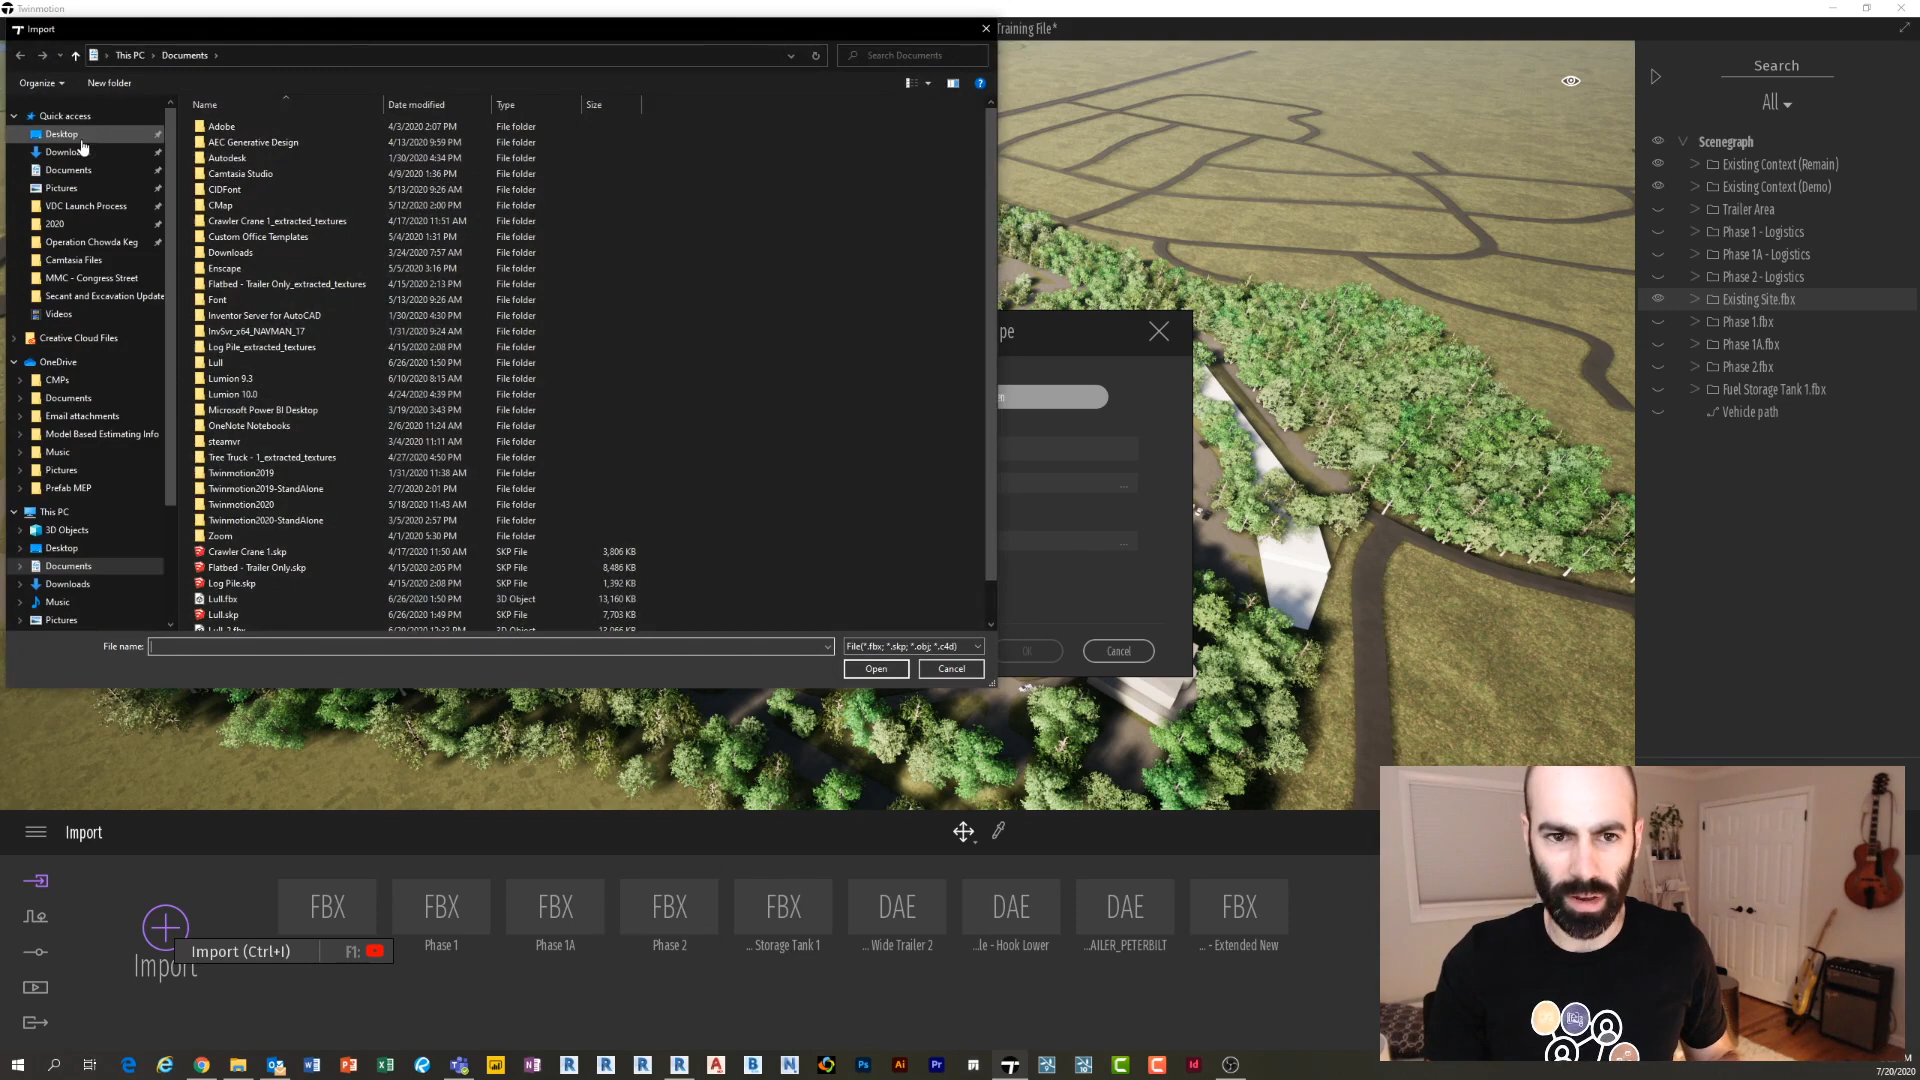 Twinmotion
Import
Training File*
This PC
Documents
Search Documents
Organize
New folder
Name
Date modified
Type
Size
Quick access
Desktop
Documents
Pictures
VDC Launch Process
2020
Operation Chowda Keg
Camtasia Files
MMC - Congress Street
Secant and Excavation Update
Videos
Creative Cloud Files
OneDrive
CMPs
Documents
Email attachments
Model Based Estimating Info
Music
Pictures
Prefab MEP
This PC
3D Objects
Desktop
Documents
Downloads
Music
Pictures
Adobe 4/3/2020 2:07 PM File folder
AEC Generative Design 4/13/2020 9:59 PM File folder
Autodesk 1/30/2020 4:34 PM File folder
Camtasia Studio 4/9/2020 1:36 PM File folder
CIDFont 5/13/2020 9:26 AM File folder
CMap 5/12/2020 2:00 PM File folder
Crawler Crane 1_extracted_textures 4/17/2020 11:51 AM File folder
Custom Office Templates 5/4/2020 1:31 PM File folder
Downloads 3/24/2020 7:57 AM File folder
Enscape 5/5/2020 3:16 PM File folder
Flatbed - Trailer Only_extracted_textures 4/15/2020 2:13 PM File folder
Font 5/13/2020 9:26 AM File folder
Inventor Server for AutoCAD 1/30/2020 4:30 PM File folder
InvSvr_x64_NAVMAN_17 1/31/2020 9:24 AM File folder
Log Pile_extracted_textures 4/15/2020 2:08 PM File folder
Lull 6/26/2020 1:50 PM File folder
Lumion 9.3 6/10/2020 8:15 AM File folder
Lumion 10.0 4/24/2020 4:39 PM File folder
Microsoft Power BI Desktop 3/19/2020 3:43 PM File folder
OneNote Notebooks 2/6/2020 11:24 AM File folder
steamvr 3/4/2020 11:11 AM File folder
Tree Truck - 1_extracted_textures 4/27/2020 4:50 PM File folder
Twinmotion2019 1/31/2020 11:38 AM File folder
Twinmotion2019-StandAlone 2/7/2020 2:01 PM File folder
Twinmotion2020 5/18/2020 11:43 AM File folder
Twinmotion2020-StandAlone 3/5/2020 2:57 PM File folder
Zoom 4/1/2020 5:30 PM File folder
Crawler Crane 1.skp 4/17/2020 11:50 AM SKP File 3,806 KB
Flatbed - Trailer Only.skp 4/15/2020 2:05 PM SKP File 8,486 KB
Log Pile.skp 4/15/2020 2:08 PM SKP File 1,392 KB
Lull.fbx 6/26/2020 1:50 PM 3D Object 13,160 KB
Lull.skp 6/26/2020 1:49 PM SKP File 7,703 KB
File name:
File(*.fbx; *.skp; *.obj; *.c4d)
Open
Cancel
pe
en
...
...
OK
Cancel
Search
All
Scenegraph
Existing Context (Remain)
Existing Context (Demo)
Trailer Area
Phase 1 - Logistics
Phase 1A - Logistics
Phase 2 - Logistics
Existing Site.fbx
Phase 1.fbx
Phase 1A.fbx
Phase 2.fbx
Fuel Storage Tank 1.fbx
Vehicle path
Import
Import
Import (Ctrl+I) F1:
FBX
FBX
FBX
FBX
FBX
DAE
DAE
DAE
FBX
Phase 1
Phase 1A
Phase 2
... Storage Tank 1
... Wide Trailer 2
...le - Hook Lower
...AILER_PETERBILT
... - Extended New
7/20/2020